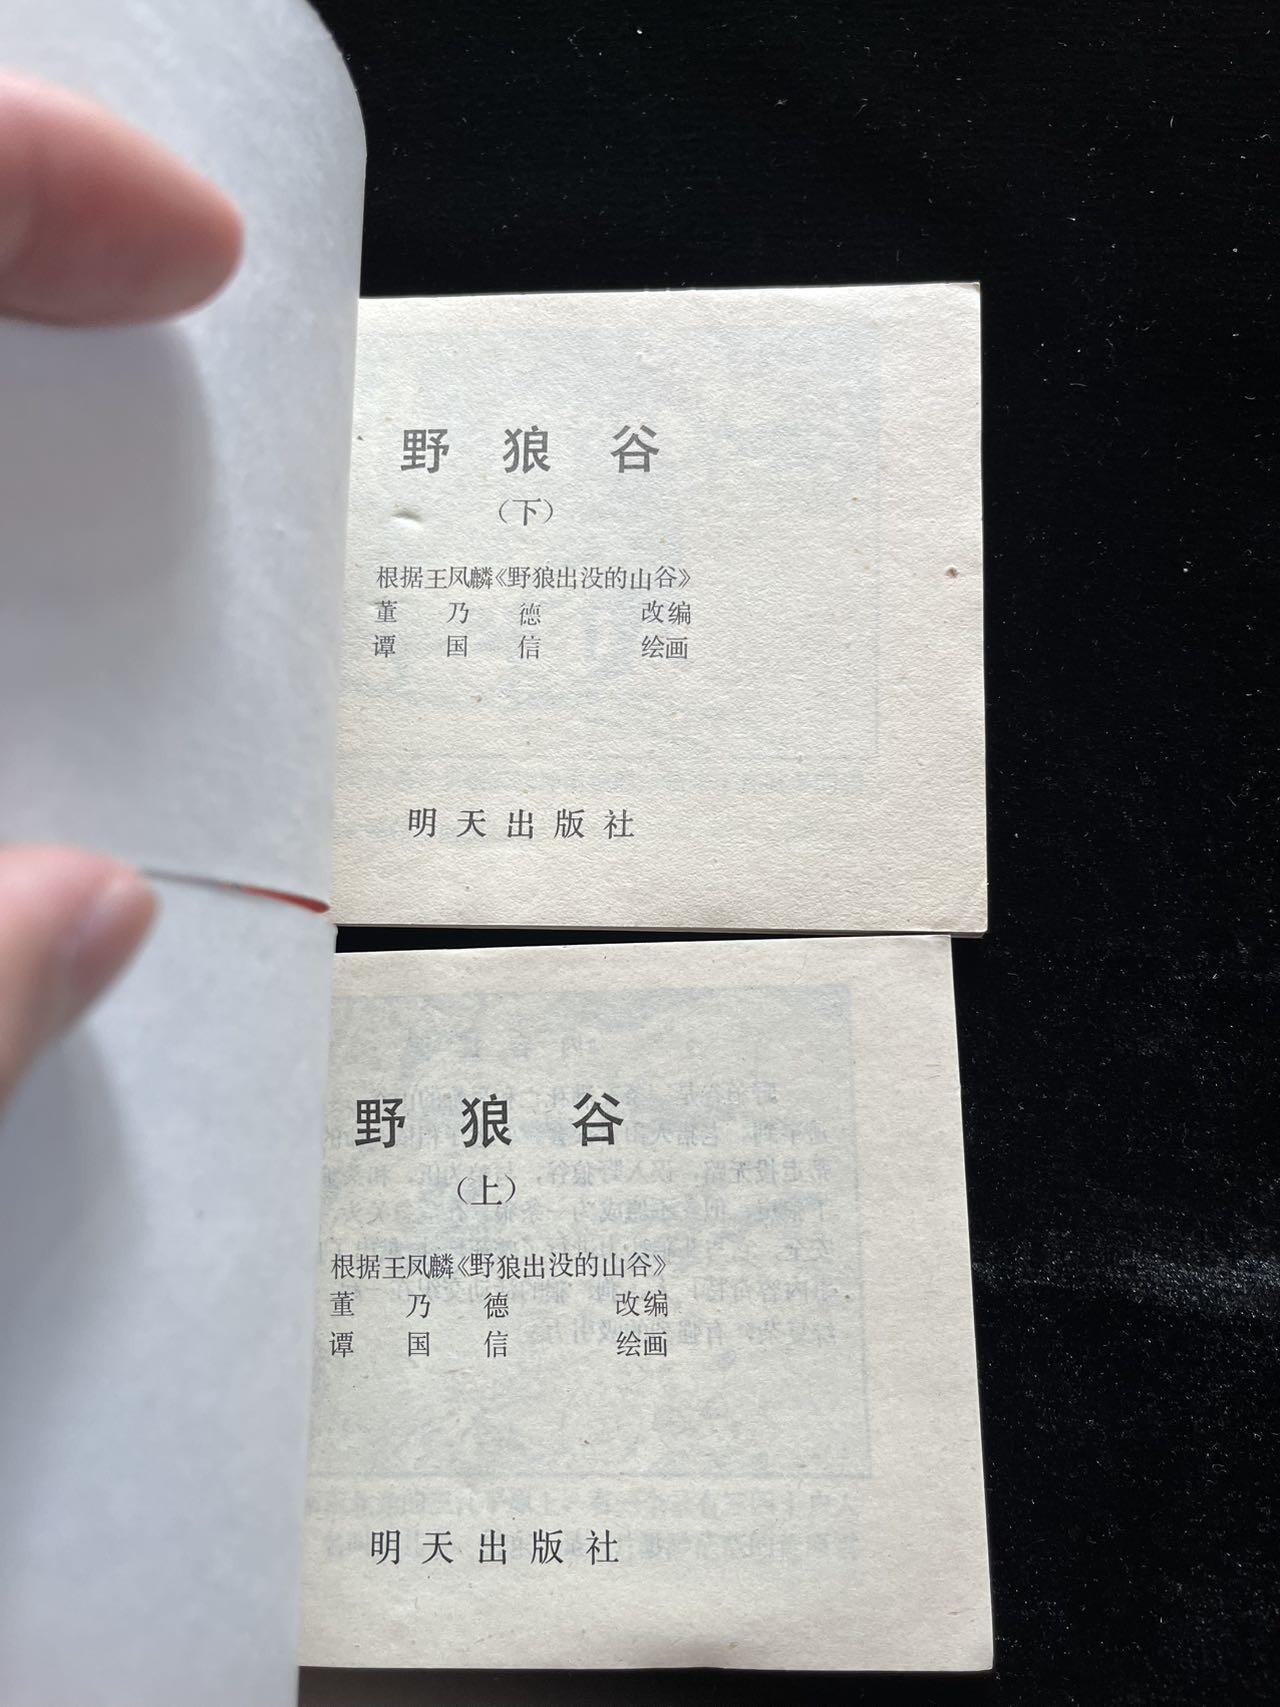 野狼谷
（下）
根据王凤麟《野狼出没的山谷》
董乃德 改编
谭国信 绘画
明天出版社
野狼谷
（上）
根据王凤麟《野狼出没的山谷》
董乃德 改编
谭国信 绘画
明天出版社